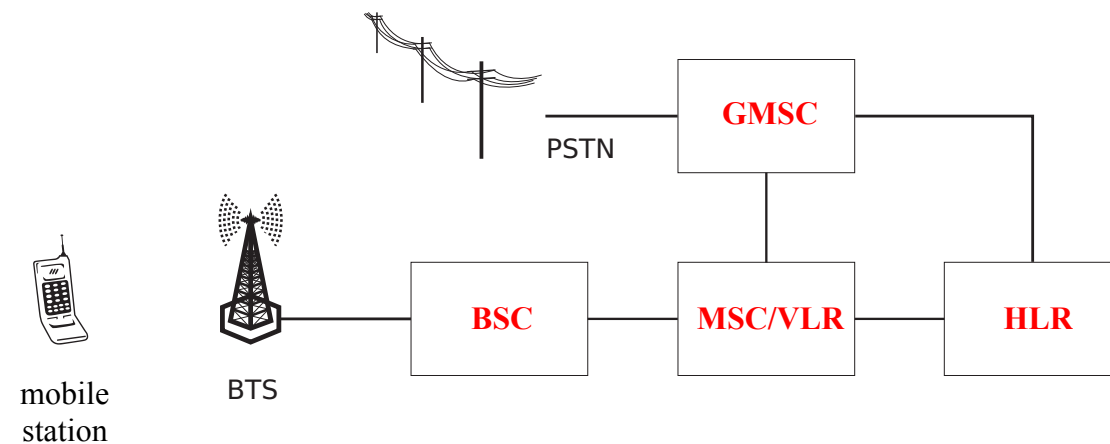 GMSC
PSTN
BSC
MSC/VLR
HLR
BTS
mobile
station